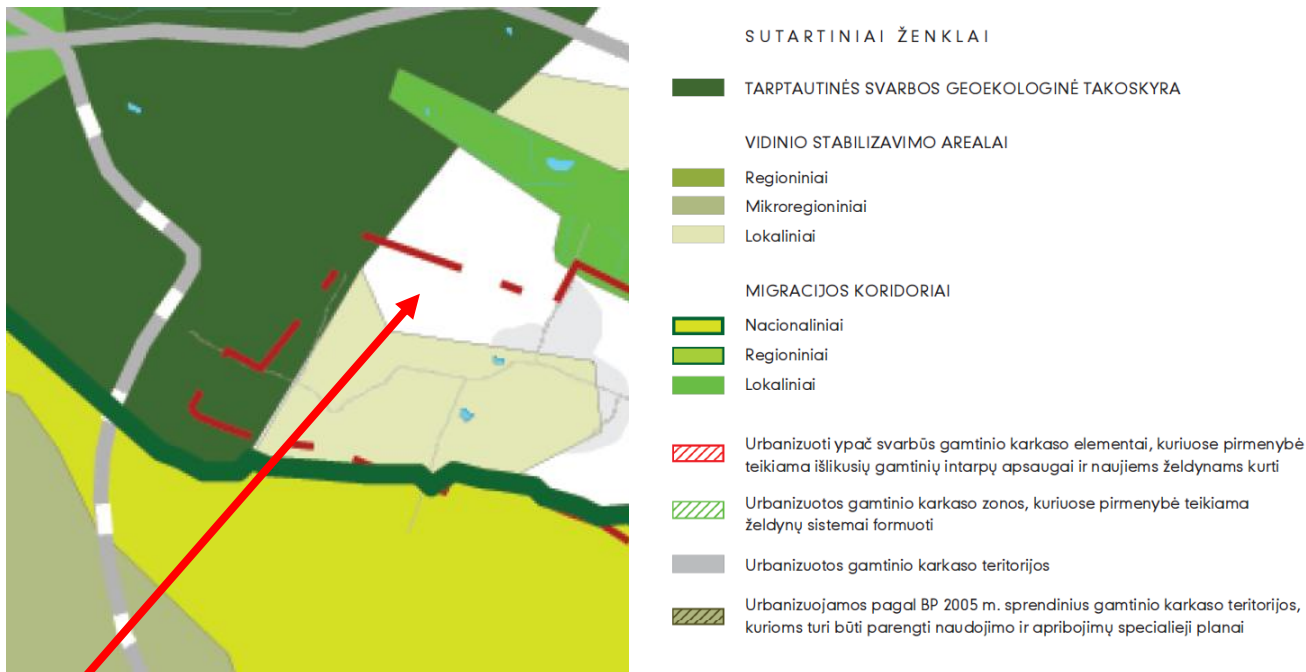 SUTARTINIAI ŽENKLAI
TARPTAUTINĖS SVARBOS GEOEKOLOGINĖ TAKOSKYRA
VIDINIO STABILIZAVIMO AREALAI
Regioniniai
Mikroregioniniai
Lokaliniai
MIGRACIJOS KORIDORIAI
Nacionaliniai
Regioniniai
Lokaliniai
Urbanizuoti ypač svarbūs gamtinio karkaso elementai, kuriuose pirmenybė
teikiama išlikusių gamtinių intarpų apsaugai ir naujiems želdynams kurti
Urbanizuotos gamtinio karkaso zonos, kuriuose pirmenybė teikiama
želdynų sistemai formuoti
Urbanizuotos gamtinio karkaso teritorijos
Urbanizuojamos pagal BP 2005 m. sprendinius gamtinio karkaso teritorijos,
kurioms turi būti parengti naudojimo ir apribojimų specialieji planai